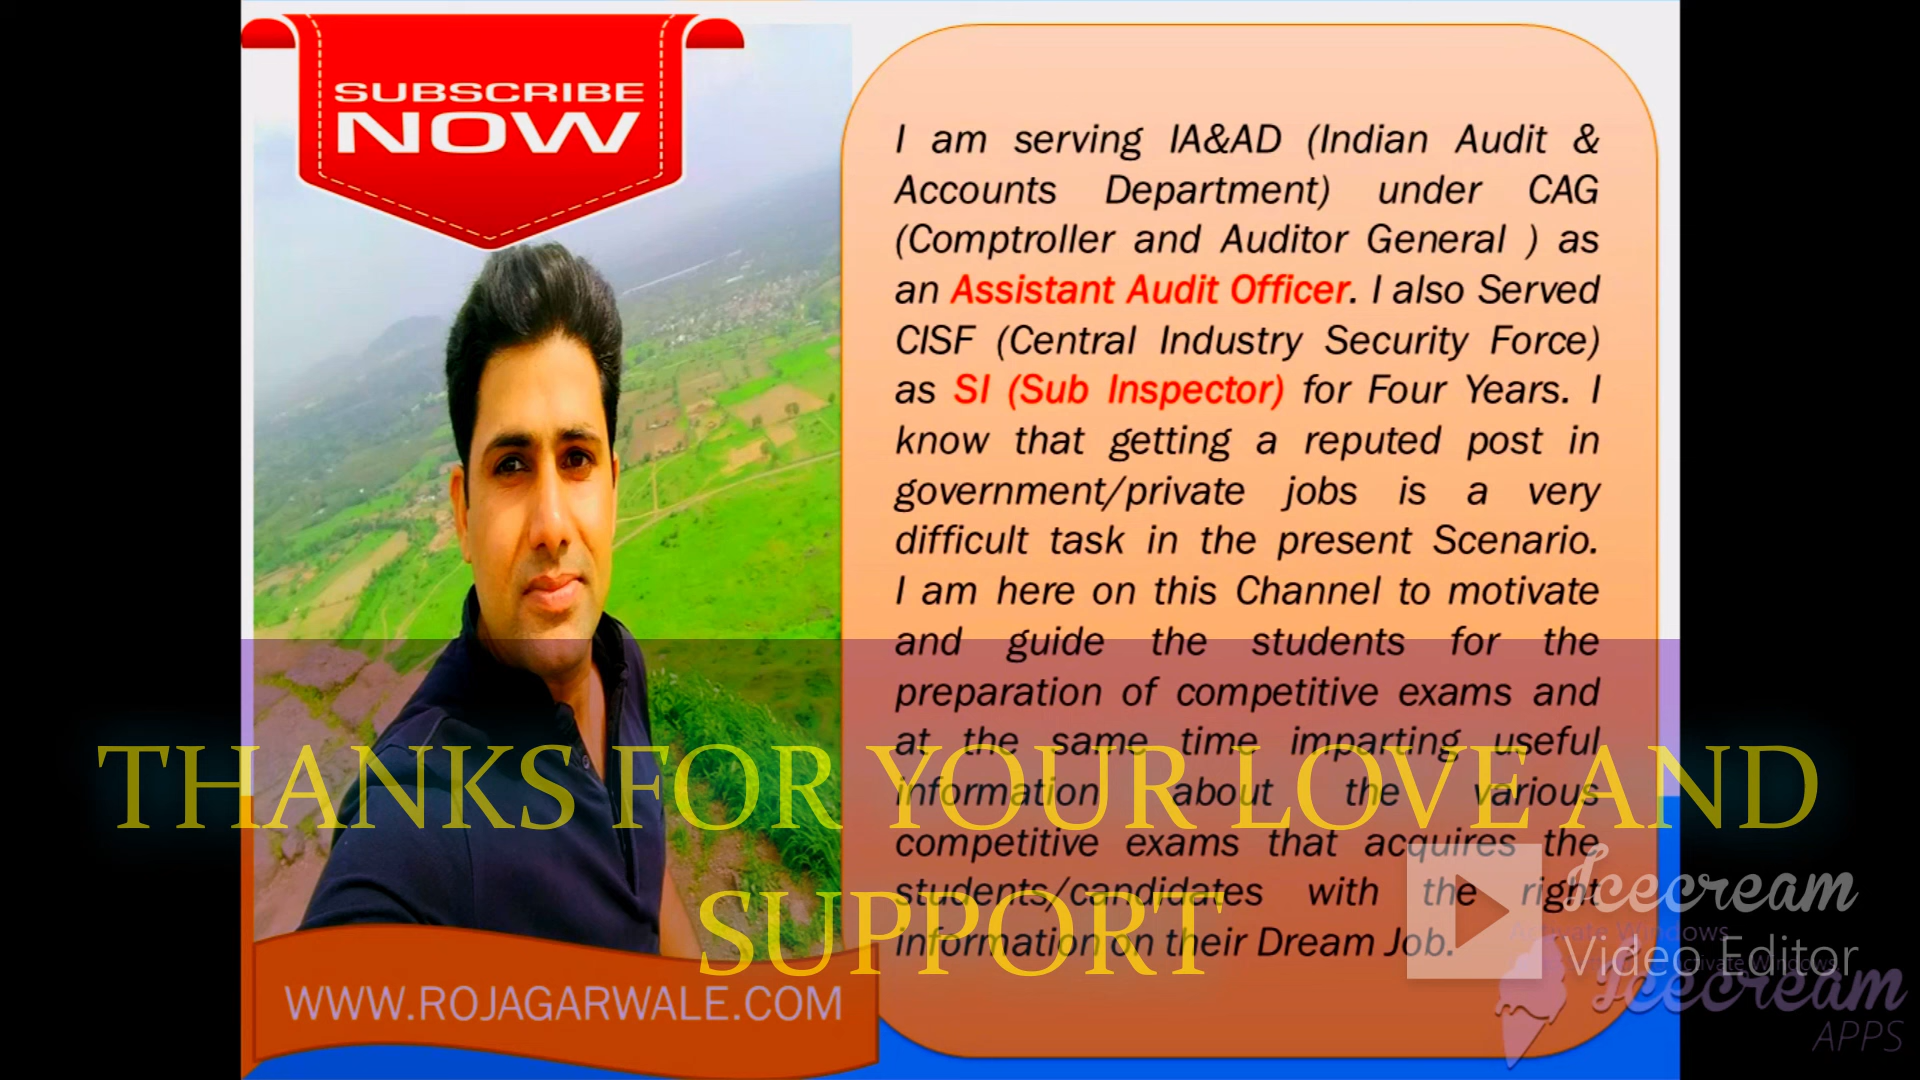 SUBSCRIBE
NOW
I am serving IA&AD (Indian Audit &
Accounts Department) under CAG
(Comptroller and Auditor General ) as
an Assistant Audit Officer. I also Served
CISF (Central Industry Security Force)
as SI (Sub Inspector) for Four Years. I
know that getting a reputed post in
government/private jobs is a very
difficult task in the present Scenario.
I am here on this Channel to motivate
and guide the students for the
preparation of competitive exams and
at the same time imparting useful
information about the various
competitive exams that acquires the
students/candidates with the right
information on their Dream Job.
THANKS FOR YOUR LOVE AND
SUPPORT
WWW.ROJAGARWALE.COM
Icecream
Video Editor
Activate Windows
Activate Windows
Icecream
APPS